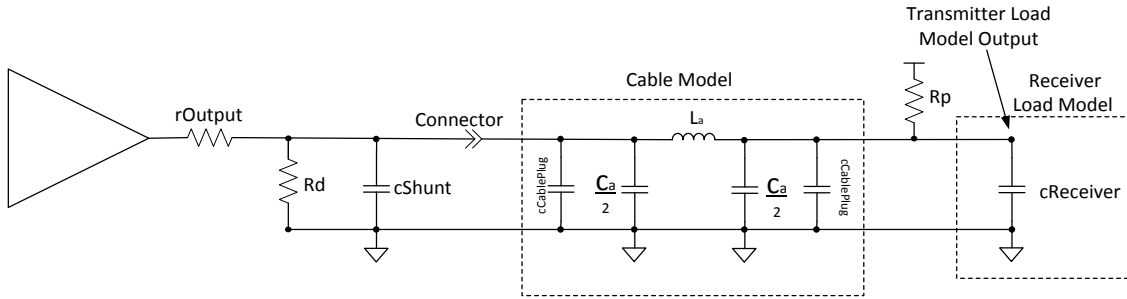 Transmitter Load
Model Output
Cable Model
Receiver
Load Model
rOutput
Connector
La
Rp
Rd
cShunt
cCablePlug
Ca
2
Ca
2
cCablePlug
cReceiver